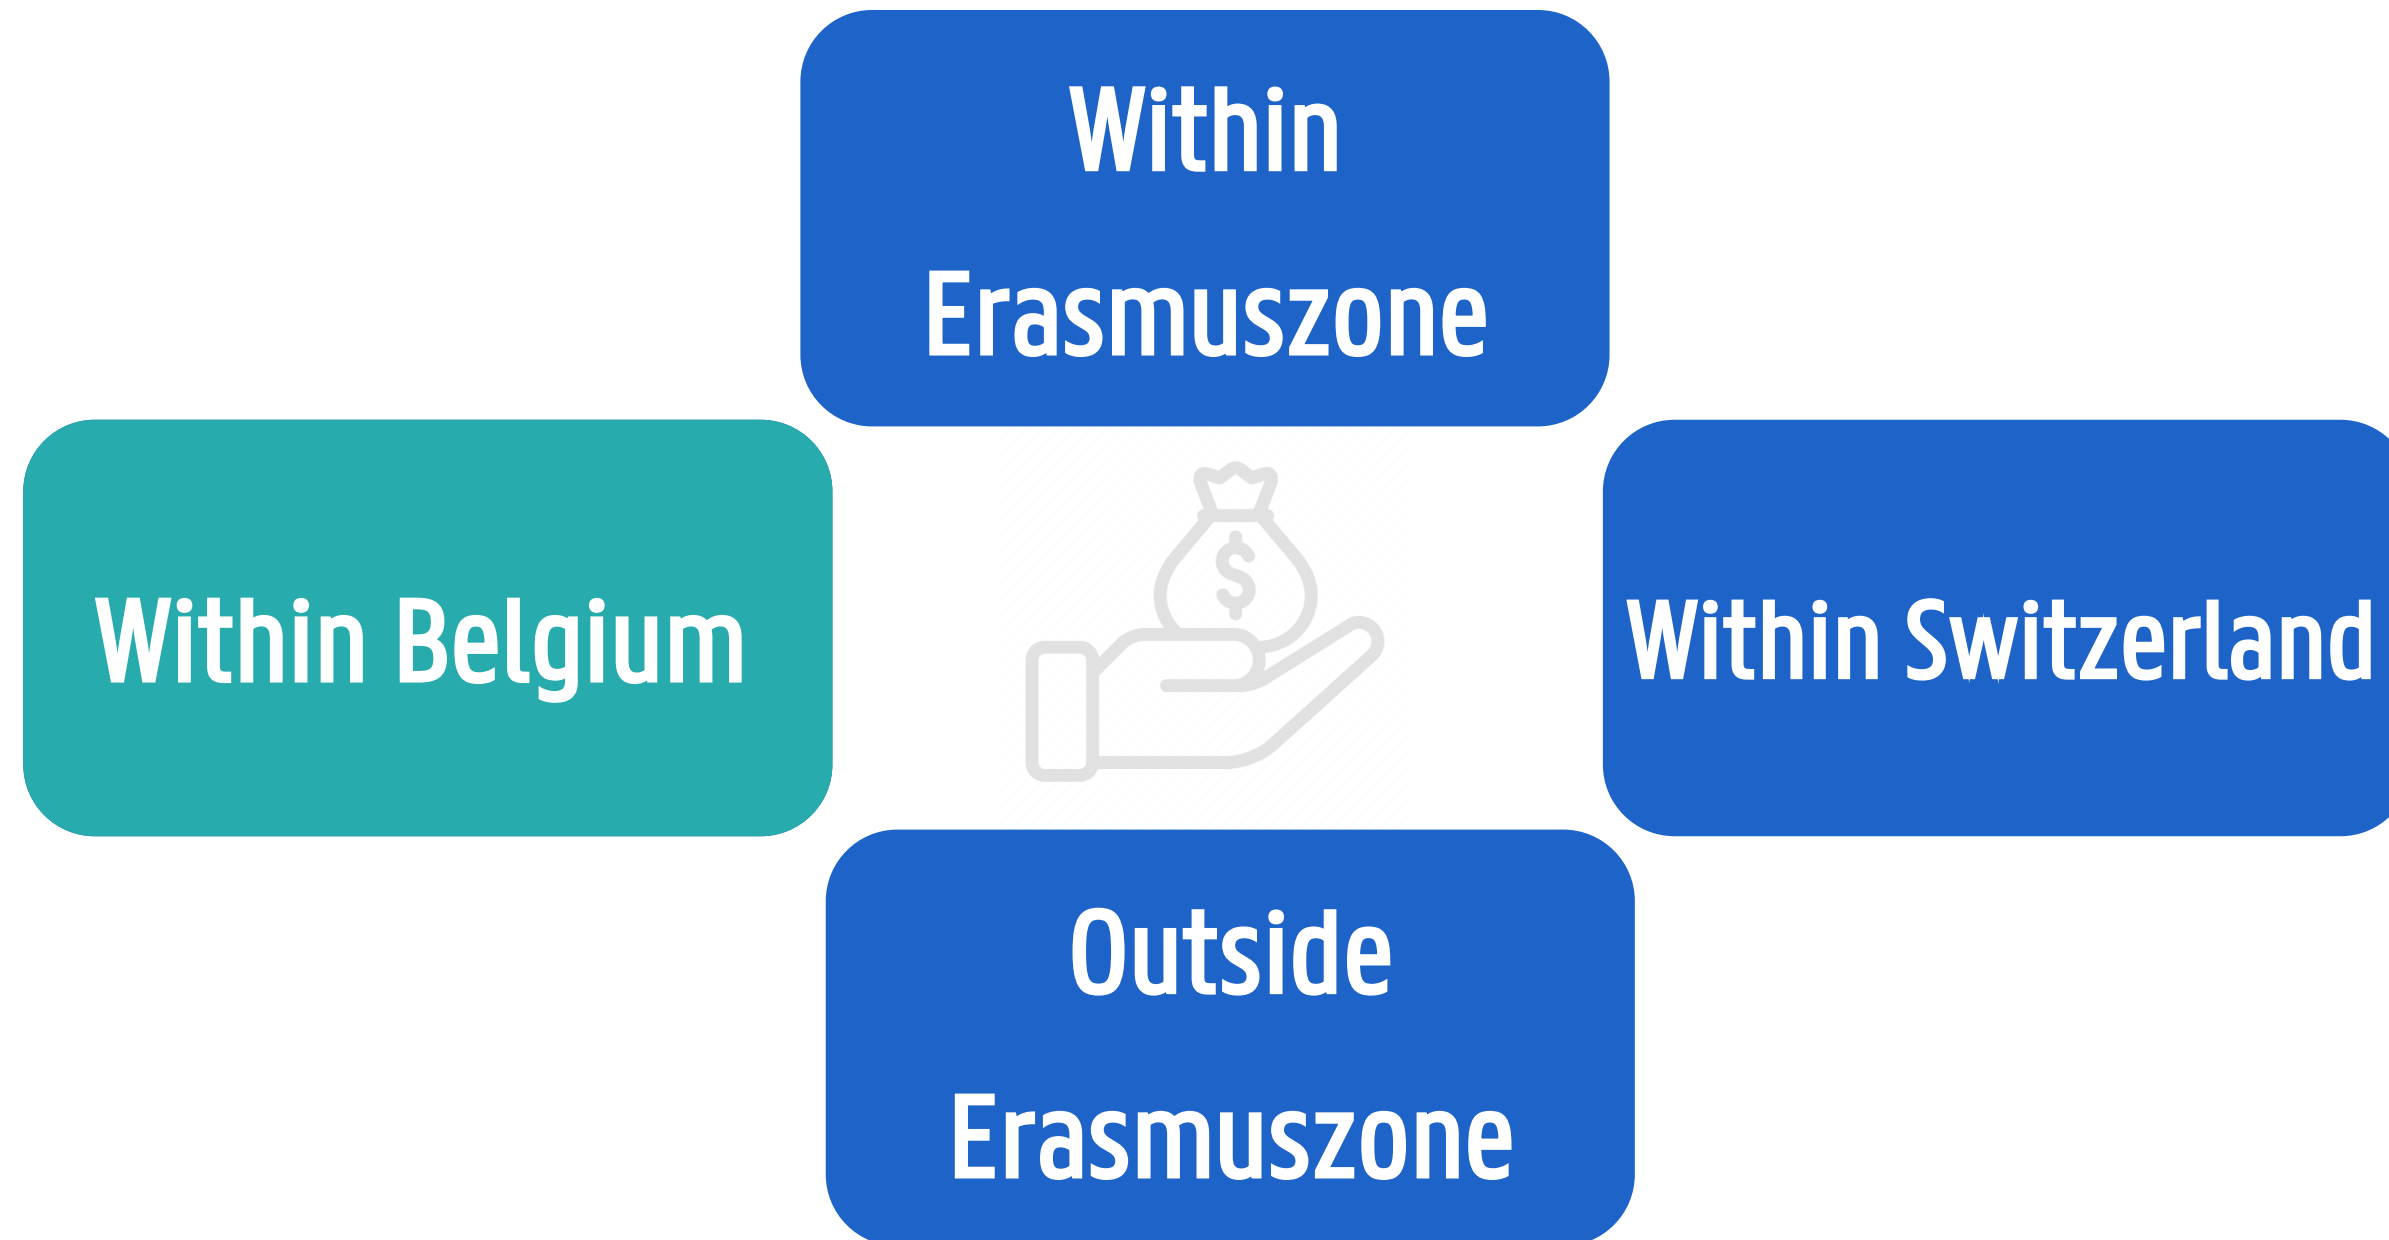 Within
Erasmuszone
Within Belgium
$
Within Switzerland
Outside
Erasmuszone